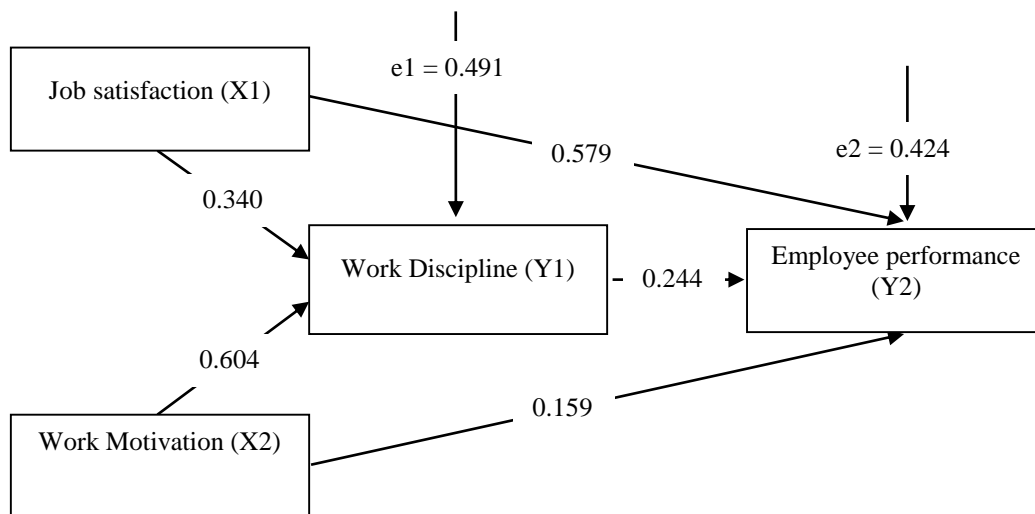 e1 = 0.491
Job satisfaction (X1)
e2 = 0.424
0.579
0.340
Work Discipline (Y1)
0.244
Employee performance
(Y2)
0.604
0.159
Work Motivation (X2)